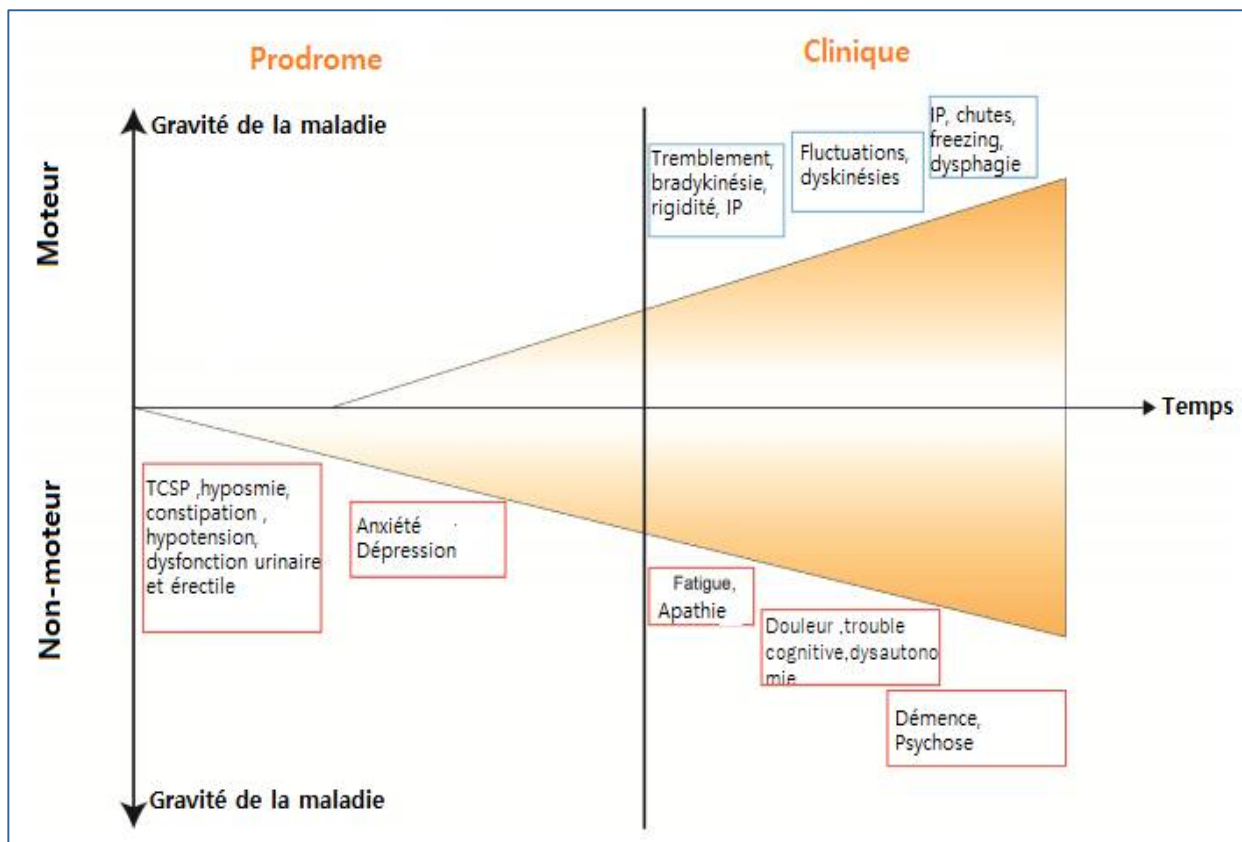 Prodrome
Clinique
Gravité de la maladie
Moteur
Tremblement,
bradykinésie,
rigidité, IP
Fluctuations,
dyskinésies
IP, chutes,
freezing,
dysphagie
Temps
Non-moteur
TCSP ,hyposmie,
constipation ,
hypotension,
dysfonction urinaire
et érectile
Anxiété
Dépression
Fatigue,
Apathie
Douleur ,trouble
cognitive,dysautono
mie
Démence,
Psychose
Gravité de la maladie